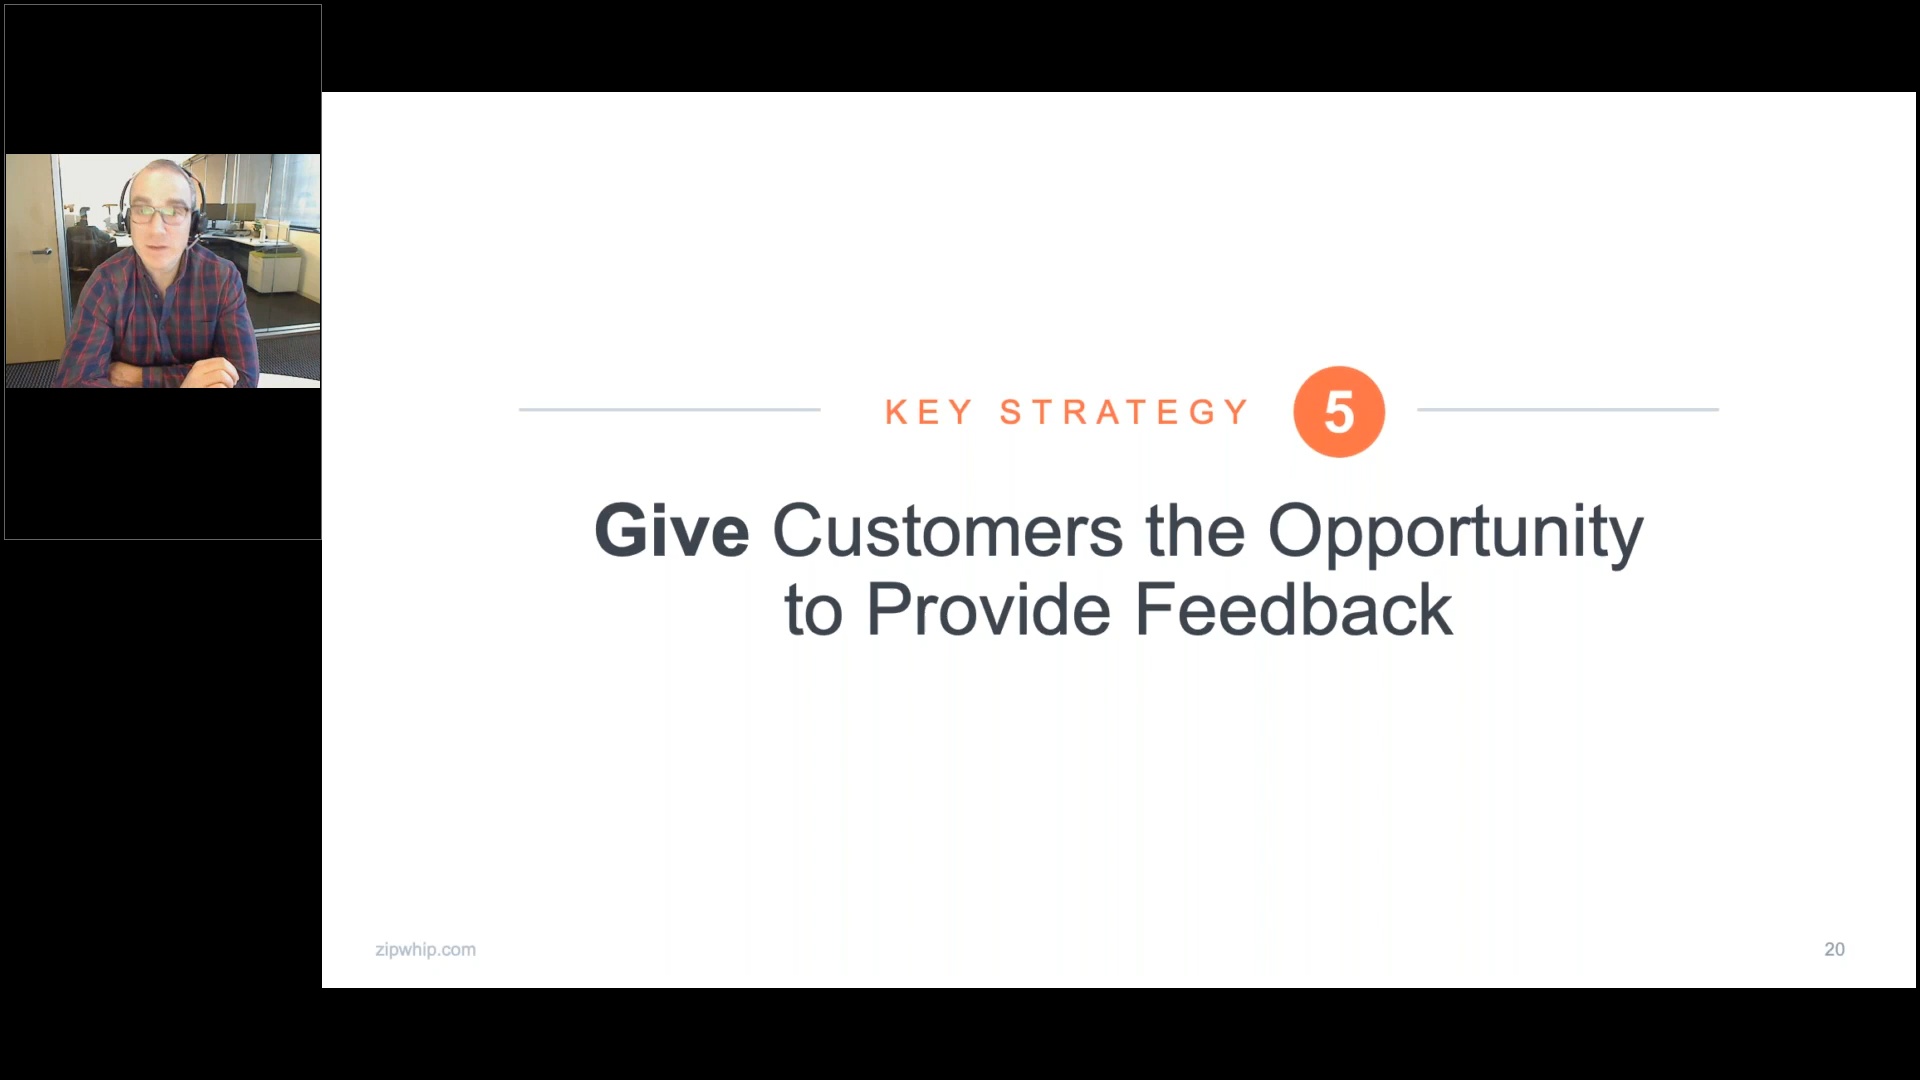 KEY STRATEGY 5
Give Customers the Opportunity
to Provide Feedback
zipwhip.com
20